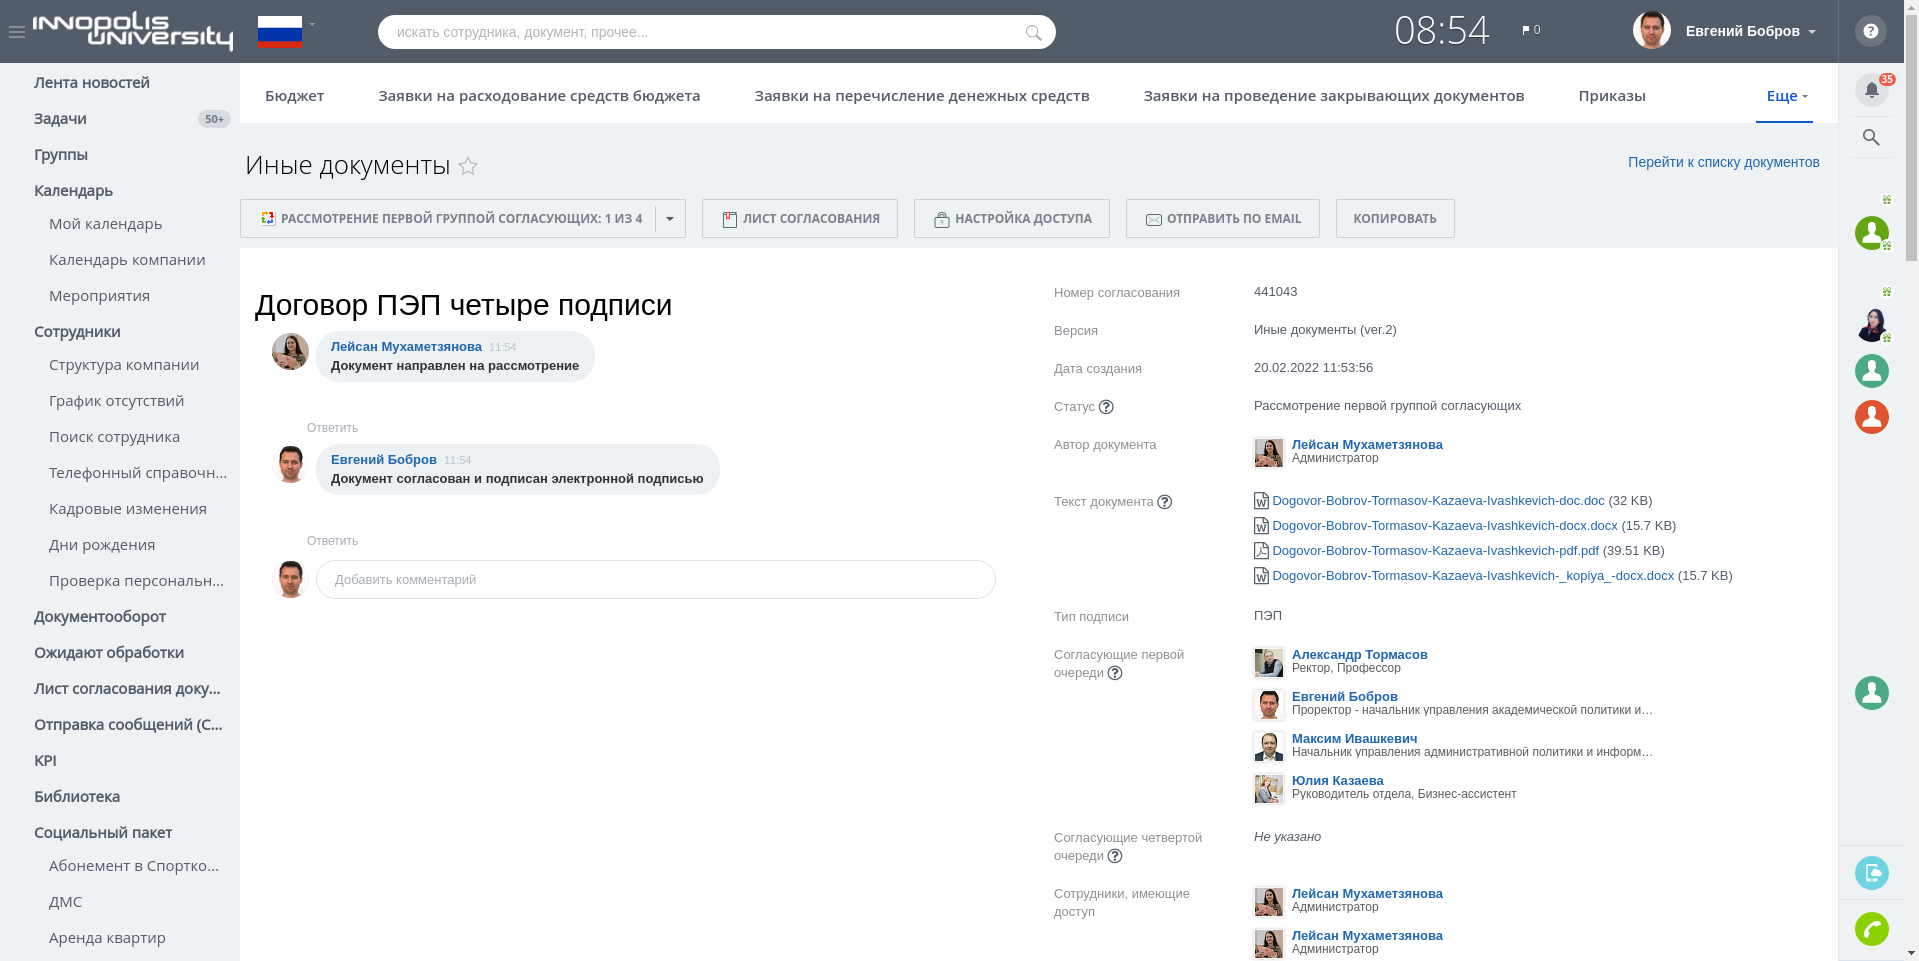 INNOPOLIS
UNIVERSITY
искать сотрудника, документ, прочее...
08:54
0
Евгений Бобров
?
35
Лента новостей
Задачи
50+
Группы
Календарь
Мой календарь
Календарь компании
Мероприятия
Сотрудники
Структура компании
График отсутствий
Поиск сотрудника
Телефонный справочн...
Кадровые изменения
Дни рождения
Проверка персональн...
Документооборот
Ожидают обработки
Лист согласования доку...
Отправка сообщений (С...
KPI
Библиотека
Социальный пакет
Абонемент в Спортко...
ДМС
Аренда квартир
Бюджет
Заявки на расходование средств бюджета
Заявки на перечисление денежных средств
Заявки на проведение закрывающих документов
Приказы
Еще
Иные документы
Перейти к списку документов
РАССМОТРЕНИЕ ПЕРВОЙ ГРУППОЙ СОГЛАСУЮЩИХ: 1 ИЗ 4
ЛИСТ СОГЛАСОВАНИЯ
НАСТРОЙКА ДОСТУПА
ОТПРАВИТЬ ПО EMAIL
КОПИРОВАТЬ
Договор ПЭП четыре подписи
Лейсан Мухаметзянова 11:54
Документ направлен на рассмотрение
Ответить
Евгений Бобров 11:54
Документ согласован и подписан электронной подписью
Ответить
Добавить комментарий
Номер согласования
441043
Версия
Иные документы (ver.2)
Дата создания
20.02.2022 11:53:56
Статус ?
Рассмотрение первой группой согласующих
Автор документа
Лейсан Мухаметзянова
Администратор
Текст документа ?
Dogovor-Bobrov-Tormasov-Kazaeva-Ivashkevich-doc.doc (32 KB)
Dogovor-Bobrov-Tormasov-Kazaeva-Ivashkevich-docx.docx (15.7 KB)
Dogovor-Bobrov-Tormasov-Kazaeva-Ivashkevich-pdf.pdf (39.51 KB)
Dogovor-Bobrov-Tormasov-Kazaeva-Ivashkevich-_kopiya_-docx.docx (15.7 KB)
Тип подписи
ПЭП
Согласующие первой
очереди ?
Александр Тормасов
Ректор, Профессор
Евгений Бобров
Проректор - начальник управления академической политики и...
Максим Ивашкевич
Начальник управления административной политики и информ...
Юлия Казаева
Руководитель отдела, Бизнес-ассистент
Согласующие четвертой
очереди ?
Не указано
Сотрудники, имеющие
доступ
Лейсан Мухаметзянова
Администратор
Лейсан Мухаметзянова
Администратор